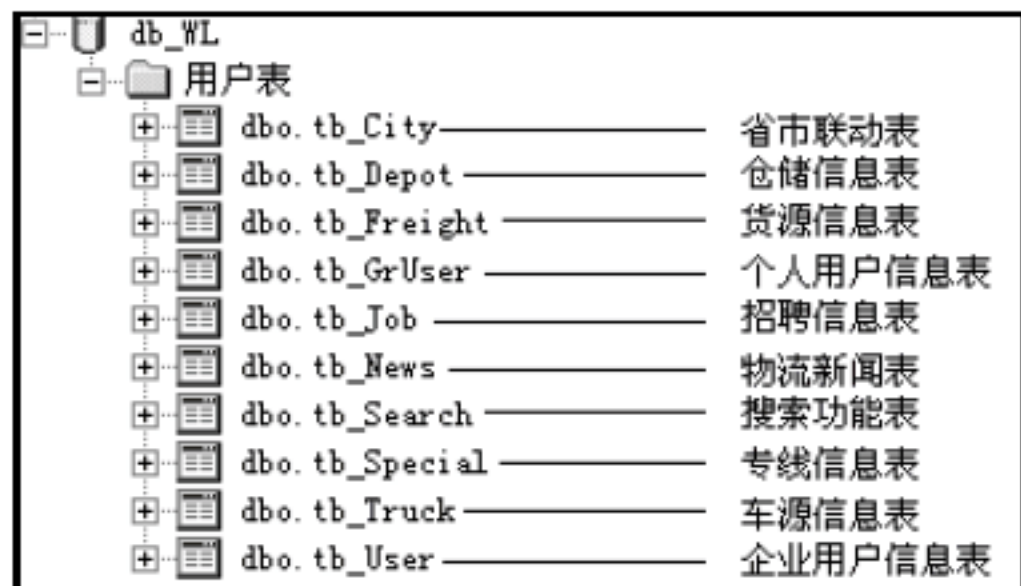 db_WL
用户表
dbo.tb_City 省市联动表
dbo.tb_Depot 仓储信息表
dbo.tb_Freight 货源信息表
dbo.tb_GrUser 个人用户信息表
dbo.tb_Job 招聘信息表
dbo.tb_News 物流新闻表
dbo.tb_Search 搜索功能表
dbo.tb_Special 专线信息表
dbo.tb_Truck 车源信息表
dbo.tb_User 企业用户信息表